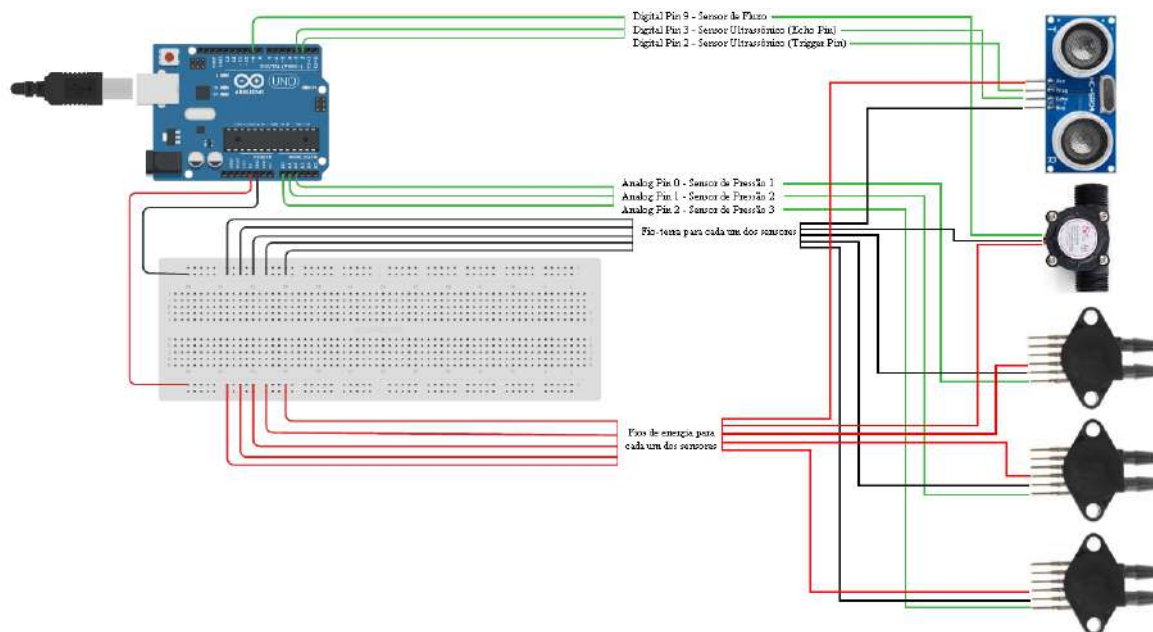 Digital Pin 9 - Sensor de Fluxo
Digital Pin 3 - Sensor Ultrassônico (Echo Pin)
Digital Pin 2 - Sensor Ultrassônico (Trigger Pin)
UNO
HC-SR04
T
R
Analog Pin 0 - Sensor de Pressão 1
Analog Pin 1 - Sensor de Pressão 2
Analog Pin 2 - Sensor de Pressão 3
Fio-terra para cada um dos sensores
Fios de energia para
cada um dos sensores